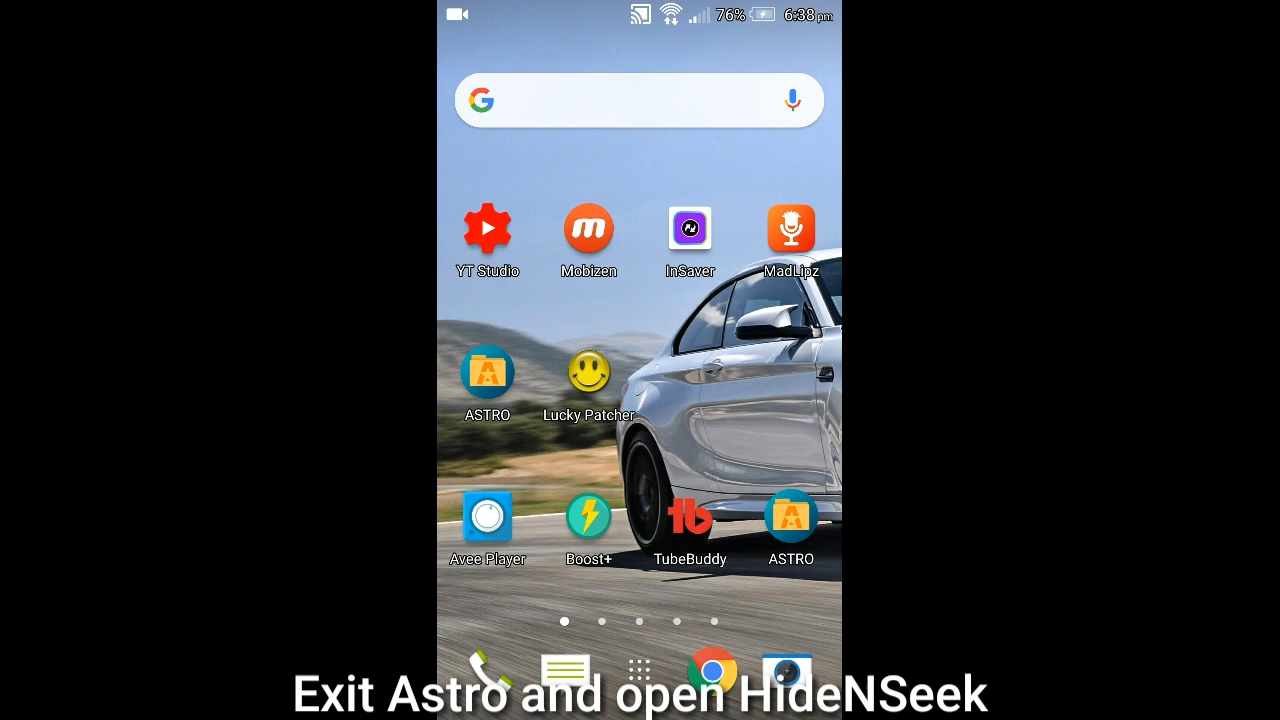 76% 6:38 pm
G
YT Studio Mobizen InSaver MadLipz
ASTRO Lucky Patcher
Avee Player Boost+ TubeBuddy ASTRO
Exit Astro and open HideNSeek